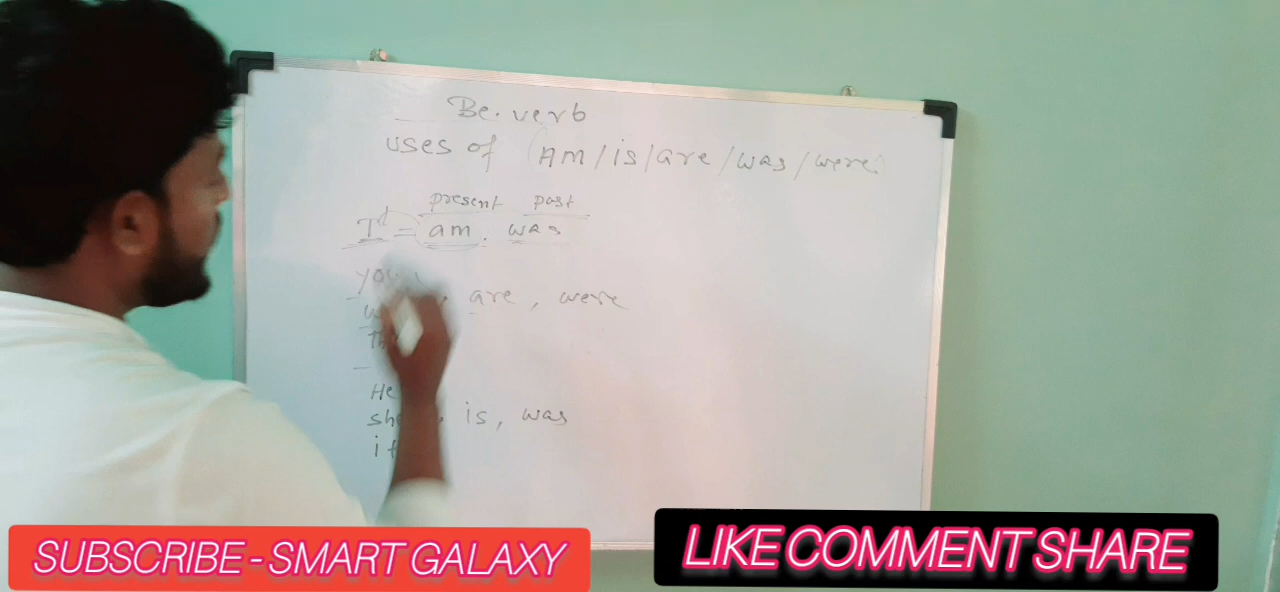 Be. verb
uses of (Am/is/are/was/were)
present past
I = am. was
you
are, were
He
she is, was
it
SUBSCRIBE - SMART GALAXY
LIKE COMMENT SHARE